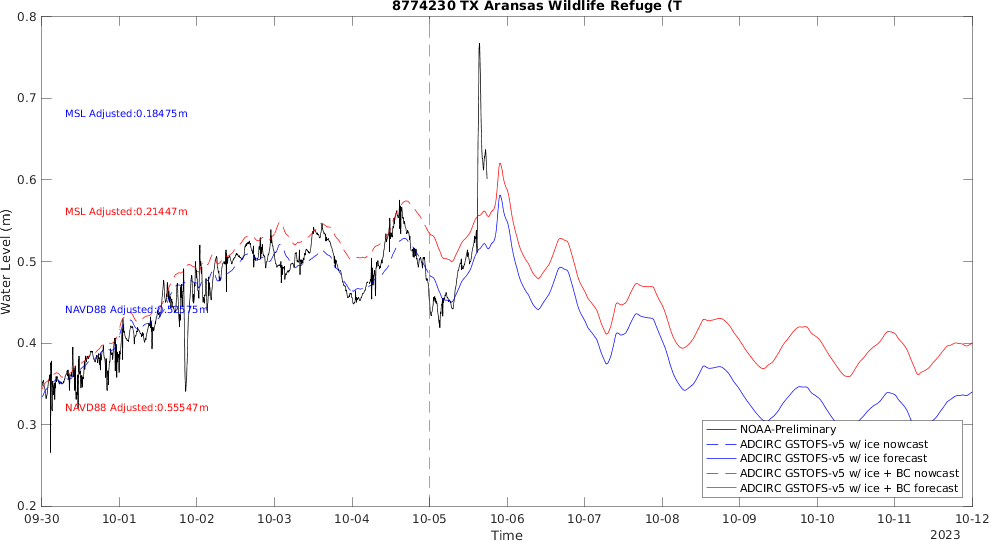 8774230 TX Aransas Wildlife Refuge (T
0.8
0.7
0.6
0.5
0.4
0.3
0.2
Water Level (m)
MSL Adjusted:0.18475m
MSL Adjusted:0.21447m
NAVD88 Adjusted:0.52575m
NAVD88 Adjusted:0.55547m
NOAA-Preliminary
ADCIRC GSTOFS-v5 w/ ice nowcast
ADCIRC GSTOFS-v5 w/ ice forecast
ADCIRC GSTOFS-v5 w/ ice + BC nowcast
ADCIRC GSTOFS-v5 w/ ice + BC forecast
09-30 10-01 10-02 10-03 10-04 10-05 10-06 10-07 10-08 10-09 10-10 10-11 10-12
Time
2023